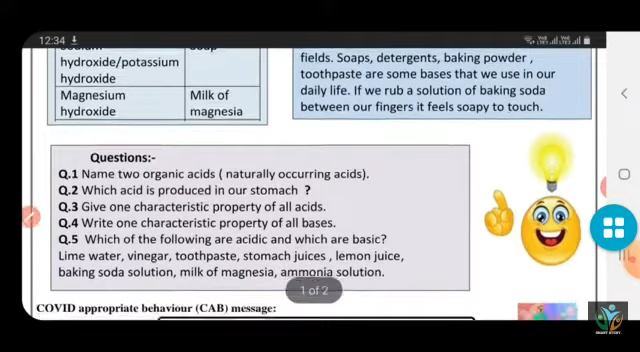 12:34
hydroxide/potassium
hydroxide
Magnesium
hydroxide
Milk of
magnesia
fields. Soaps, detergents, baking powder ,
toothpaste are some bases that we use in our
daily life. If we rub a solution of baking soda
between our fingers it feels soapy to touch.
Questions:-
Q.1 Name two organic acids ( naturally occurring acids).
Q.2 Which acid is produced in our stomach ?
Q.3 Give one characteristic property of all acids.
Q.4 Write one characteristic property of all bases.
Q.5 Which of the following are acidic and which are basic?
Lime water, vinegar, toothpaste, stomach juices , lemon juice,
baking soda solution, milk of magnesia, ammonia solution.
1 of 2
COVID appropriate behaviour (CAB) message: